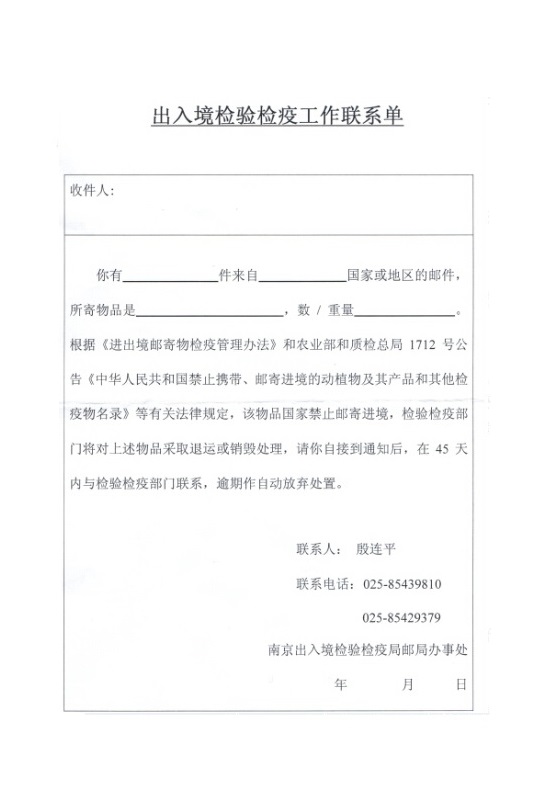 出入境检验检疫工作联系单
收件人:
你有____________件来自____________国家或地区的邮件，
所寄物品是____________________，数 / 重量____________。
根据《进出境邮寄物检疫管理办法》和农业部和质检总局 1712 号公
告《中华人民共和国禁止携带、邮寄进境的动植物及其产品和其他检
疫物名录》等有关法律规定，该物品国家禁止邮寄进境，检验检疫部
门将对上述物品采取退运或销毁处理，请你自接到通知后，在 45 天
内与检验检疫部门联系，逾期作自动放弃处置。
联系人： 殷连平
联系电话：025-85439810
025-85429379
南京出入境检验检疫局邮局办事处
年 月 日